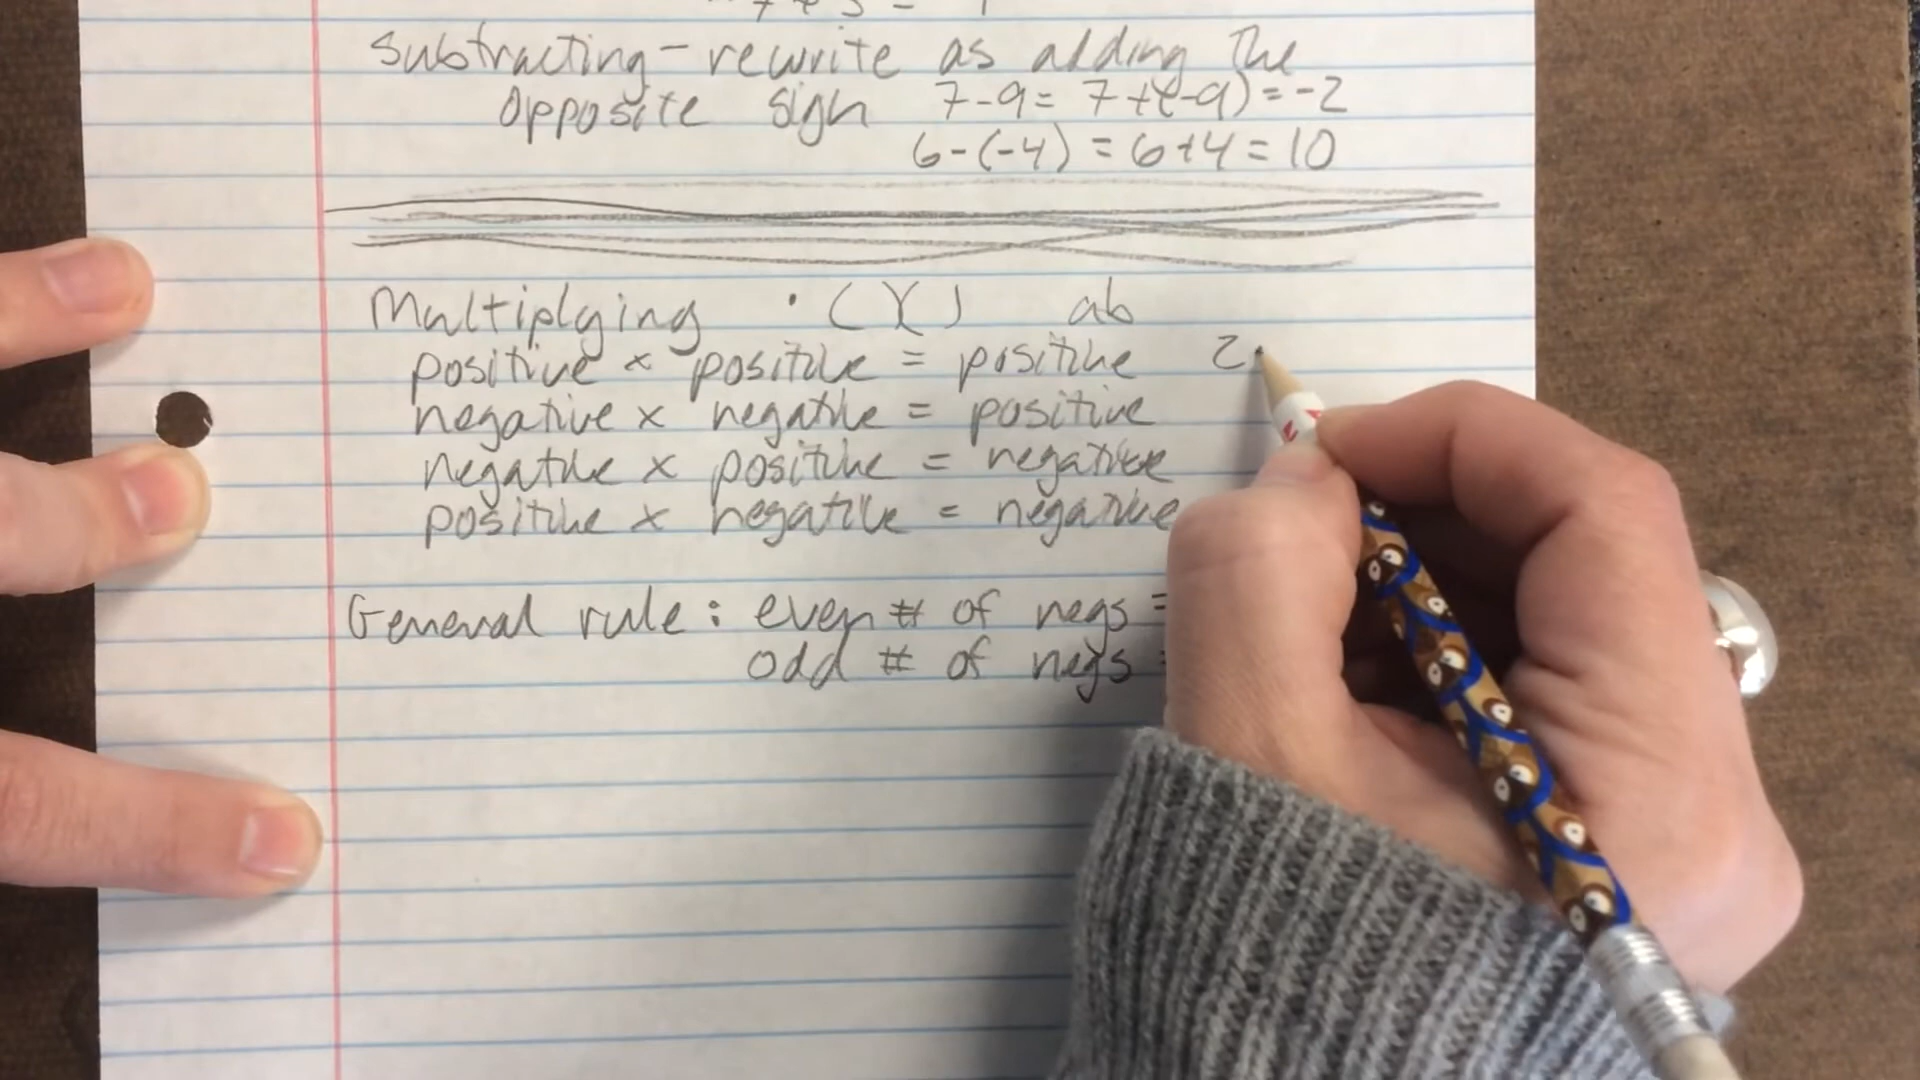 Subtracting - rewrite as adding the
opposite sign 7-9 = 7+(-9) = -2
6-(-4) = 6+4 = 10
Multiplying · ( )( ) ab
positive x positive = positive 2·
negative x negative = positive
negative x positive = negative
positive x negative = negative
General rule: even # of negs =
odd # of negs =